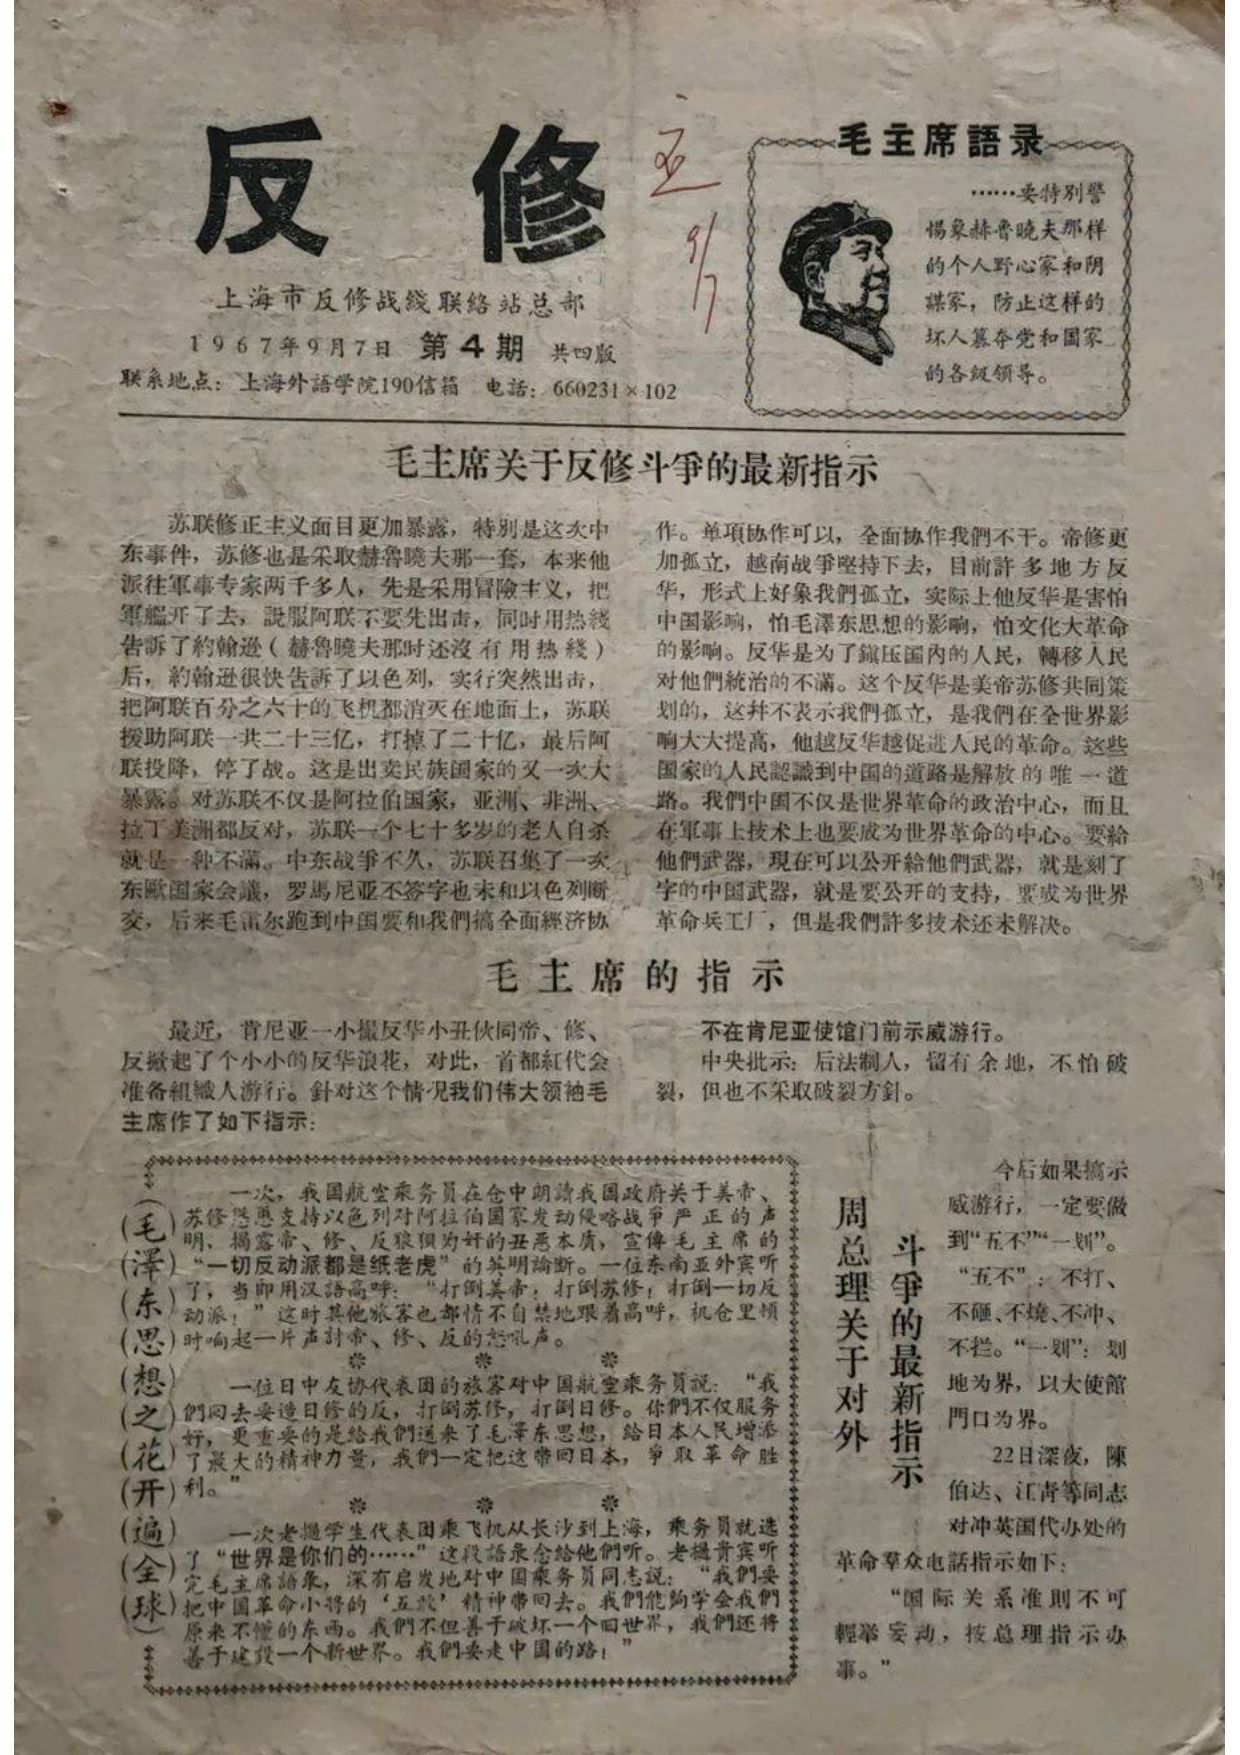 反 修
上海市反修战綫联絡站总部
1967年9月7日 第4期 共四版
联系地点：上海外語学院190信箱 电話：660231×102
9/7
毛主席語录
……要特别警
惕象赫鲁曉夫那样
的个人野心家和阴
謀家，防止这样的
坏人篡夺党和国家
的各级领导。
毛主席关于反修斗爭的最新指示
苏联修正主义面目更加暴露，特别是这次中
东事件，苏修也是采取赫魯曉夫那一套，本来他
派往軍事专家两千多人，先是采用冒險主义，把
軍艦开了去，說服阿联不要先出击，同时用热綫
告訴了約翰逊（赫魯曉夫那时还沒有用热綫）
后，約翰逊很快告訴了以色列，实行突然出击，
把阿联百分之六十的飞机都消灭在地面上，苏联
援助阿联一共二十三亿，打掉了二十亿，最后阿
联投降，停了战。这是出卖民族国家的又一次大
暴露。对苏联不仅是阿拉伯国家，亚洲、非洲、
拉丁美洲都反对，苏联一个七十多岁的老人自杀
就是一种不滿。中东战爭不久，苏联召集了一次
东歐国家会議，罗馬尼亚不签字也未和以色列断
交，后来毛雷尔跑到中国要和我們搞全面經济协
作。单項协作可以，全面协作我們不干。帝修更
加孤立，越南战爭堅持下去，目前許多地方反
华，形式上好象我們孤立，实际上他反华是害怕
中国影响，怕毛澤东思想的影响，怕文化大革命
的影响。反华是为了鎭压国内的人民，轉移人民
对他們統治的不滿。这个反华是美帝苏修共同策
划的，这幷不表示我們孤立，是我們在全世界影
响大大提高，他越反华越促进人民的革命。这些
国家的人民認識到中国的道路是解放的唯一道
路。我們中国不仅是世界革命的政治中心，而且
在軍事上技术上也要成为世界革命的中心。要給
他們武器，現在可以公开給他們武器，就是刻了
字的中国武器，就是要公开的支持，要成为世界
革命兵工厂，但是我們許多技术还未解决。
毛主席的指示
最近，肯尼亚一小撮反华小丑伙同帝、修、
反掀起了个小小的反华浪花，对此，首都紅代会
准备組織人游行。針对这个情况我们伟大领袖毛
主席作了如下指示：
不在肯尼亚使馆门前示威游行。
中央批示：后法制人，留有余地，不怕破
裂，但也不采取破裂方針。
（毛）（澤）（东）（思）（想）（之）（花）（开）（遍）（全）（球）
一次，我国航空乘务員在仓中朗讀我国政府关于美帝、
苏修怂恿支持以色列对阿拉伯国家发动侵略战爭严正的声
明，揭露帝、修、反狼狽为奸的丑恶本质，宣傳毛主席的
“一切反动派都是纸老虎”的英明論断。一位东南亚外宾听
了，当即用汉語高呼：“打倒美帝，打倒苏修，打倒一切反
动派！”这时其他旅客也都情不自禁地跟着高呼，机仓里頓
时响起一片声討帝、修、反的怒吼声。
＊ ＊ ＊
一位日中友协代表团的旅客对中国航空乘务員說：“我
們回去要造日修的反，打倒苏修，打倒日修。你們不仅服务
好，更重要的是給我們送来了毛澤东思想，給日本人民增添
了最大的精神力量，我們一定把这带回日本，爭取革命胜
利。”
＊ ＊ ＊
一次老撾学生代表团乘飞机从长沙到上海，乘务員就选
了“世界是你们的……”这段語录念給他們听。老撾貴宾听
完毛主席語录，深有启发地对中国乘务員同志說：“我們要
把中国革命小將的‘五敢’精神带回去。我們能夠学会我們
原来不懂的东西。我們不但善于破坏一个旧世界，我們还将
善于建設一个新世界。我們要走中国的路！”
周总理关于对外
斗爭的最新指示
今后如果搞示
威游行，一定要做
到“五不”“一划”。
“五不”：不打、
不砸、不燒、不冲、
不拦。“一划”：划
地为界，以大使館
門口为界。
22日深夜，陳
伯达、江青等同志
对冲英国代办处的
革命羣众电話指示如下：
“国际关系准則不可
輕举妄动，按总理指示办
事。”